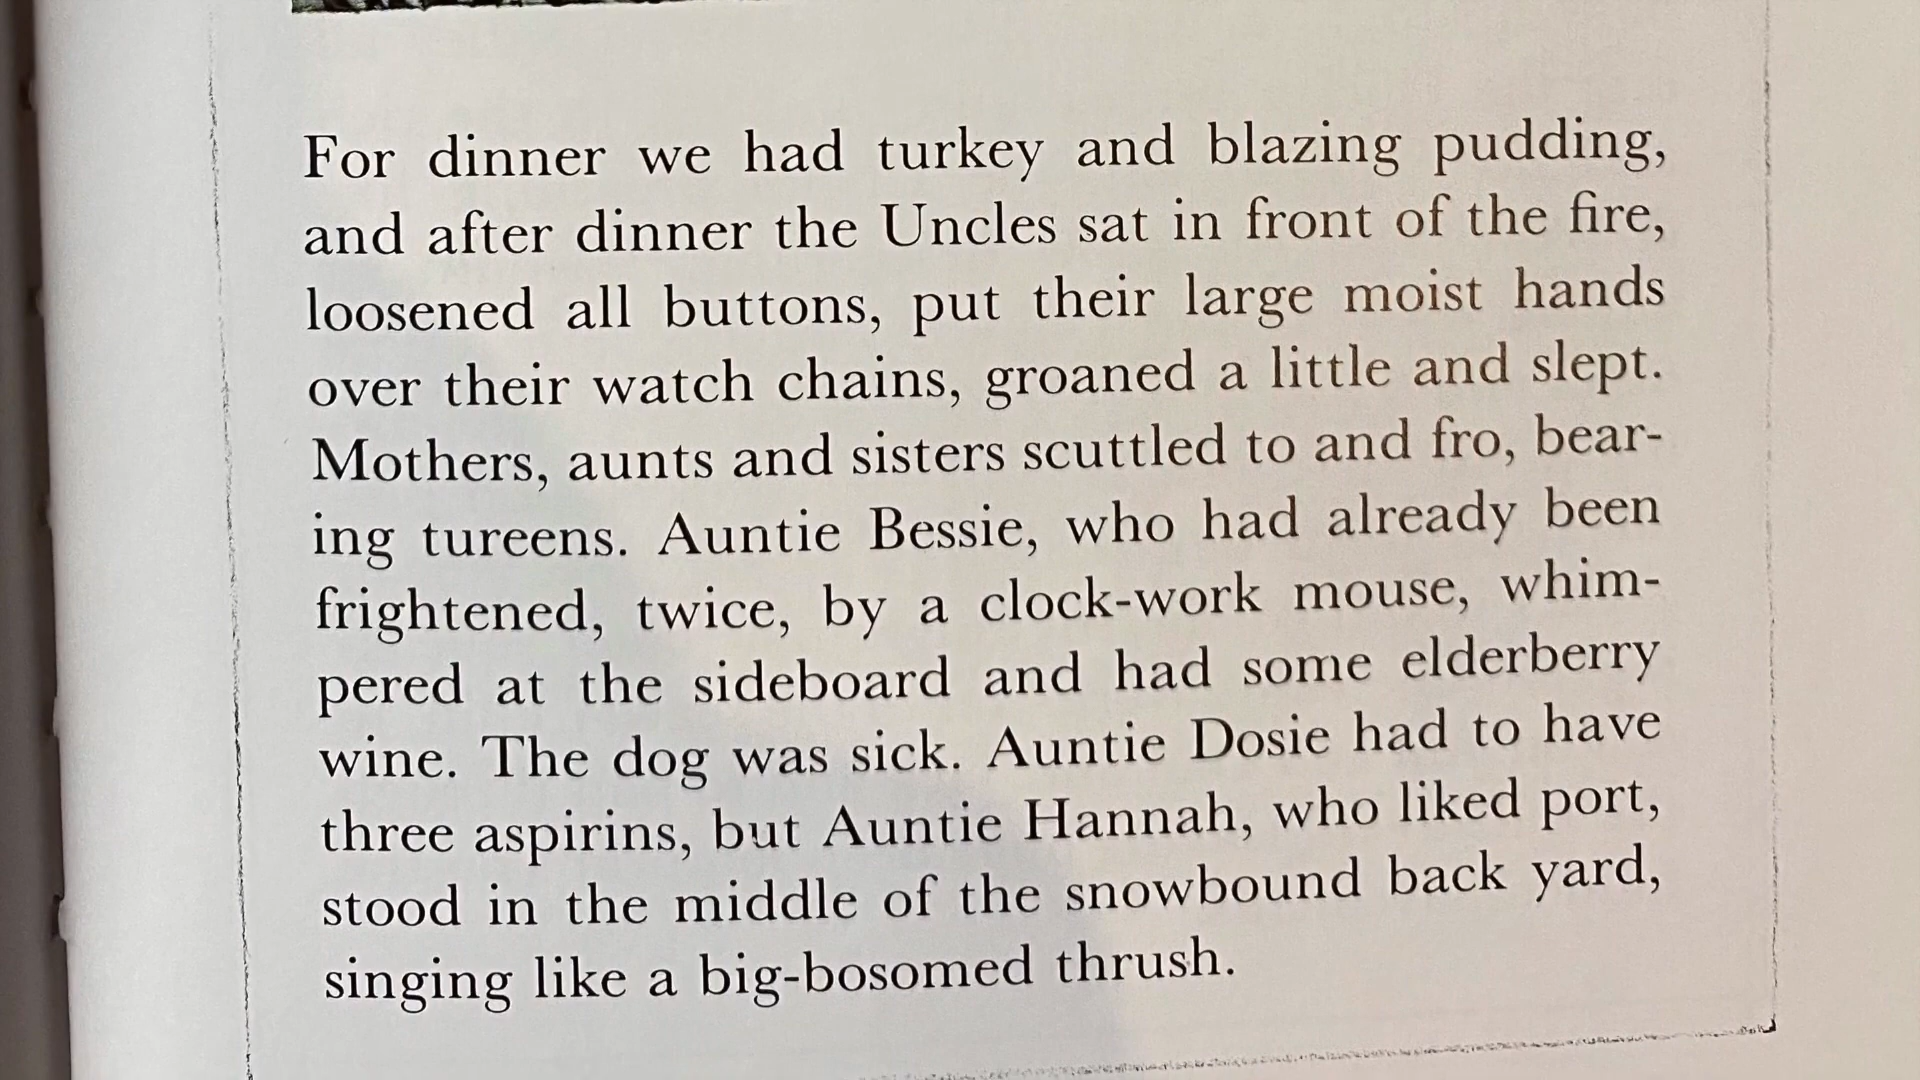 For dinner we had turkey and blazing pudding,
and after dinner the Uncles sat in front of the fire,
loosened all buttons, put their large moist hands
over their watch chains, groaned a little and slept.
Mothers, aunts and sisters scuttled to and fro, bear-
ing tureens. Auntie Bessie, who had already been
frightened, twice, by a clock-work mouse, whim-
pered at the sideboard and had some elderberry
wine. The dog was sick. Auntie Dosie had to have
three aspirins, but Auntie Hannah, who liked port,
stood in the middle of the snowbound back yard,
singing like a big-bosomed thrush.